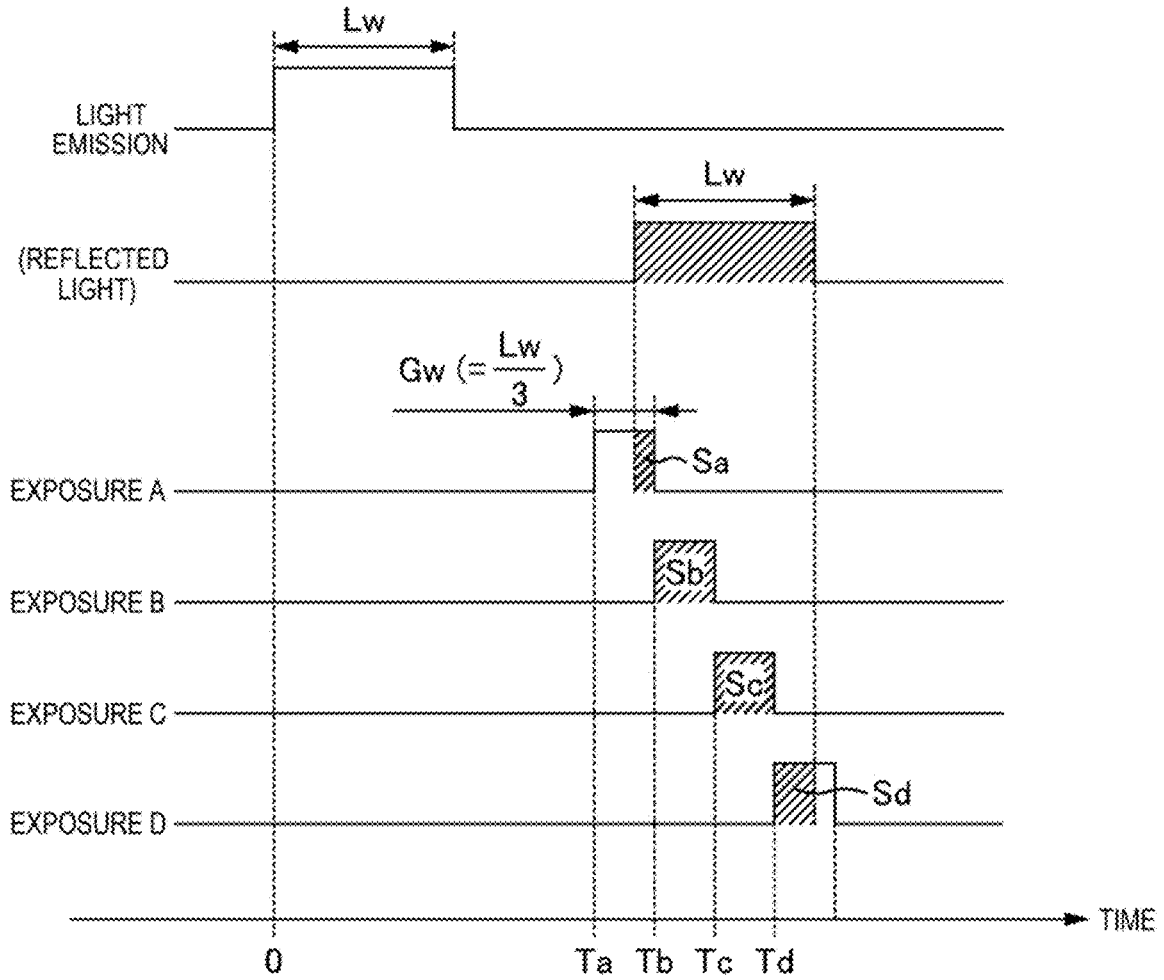 Lw
LIGHT
EMISSION
Lw
(REFLECTED
LIGHT)
Gw (= Lw/3)
EXPOSURE A
Sa
EXPOSURE B
Sb
EXPOSURE C
Sc
EXPOSURE D
Sd
TIME
0 Ta Tb Tc Td